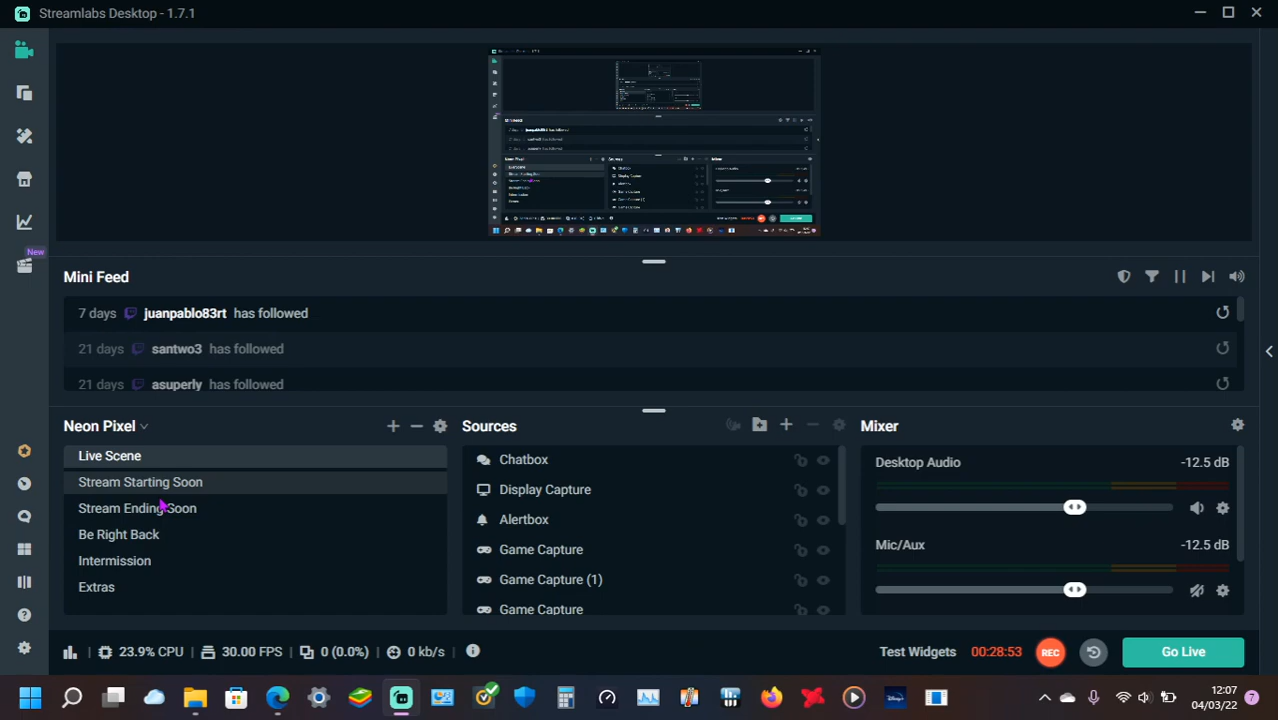 Streamlabs Desktop - 1.7.1
New
Mini Feed
7 days juanpablo83rt has followed
21 days santwo3 has followed
21 days asuperly has followed
Neon Pixel
Live Scene
Stream Starting Soon
Stream Ending Soon
Be Right Back
Intermission
Extras
Sources
Chatbox
Display Capture
Alertbox
Game Capture
Game Capture (1)
Game Capture
Mixer
Desktop Audio -12.5 dB
Mic/Aux -12.5 dB
23.9% CPU 30.00 FPS 0 (0.0%) 0 kb/s Test Widgets 00:28:53 REC Go Live
12:07
04/03/22
7